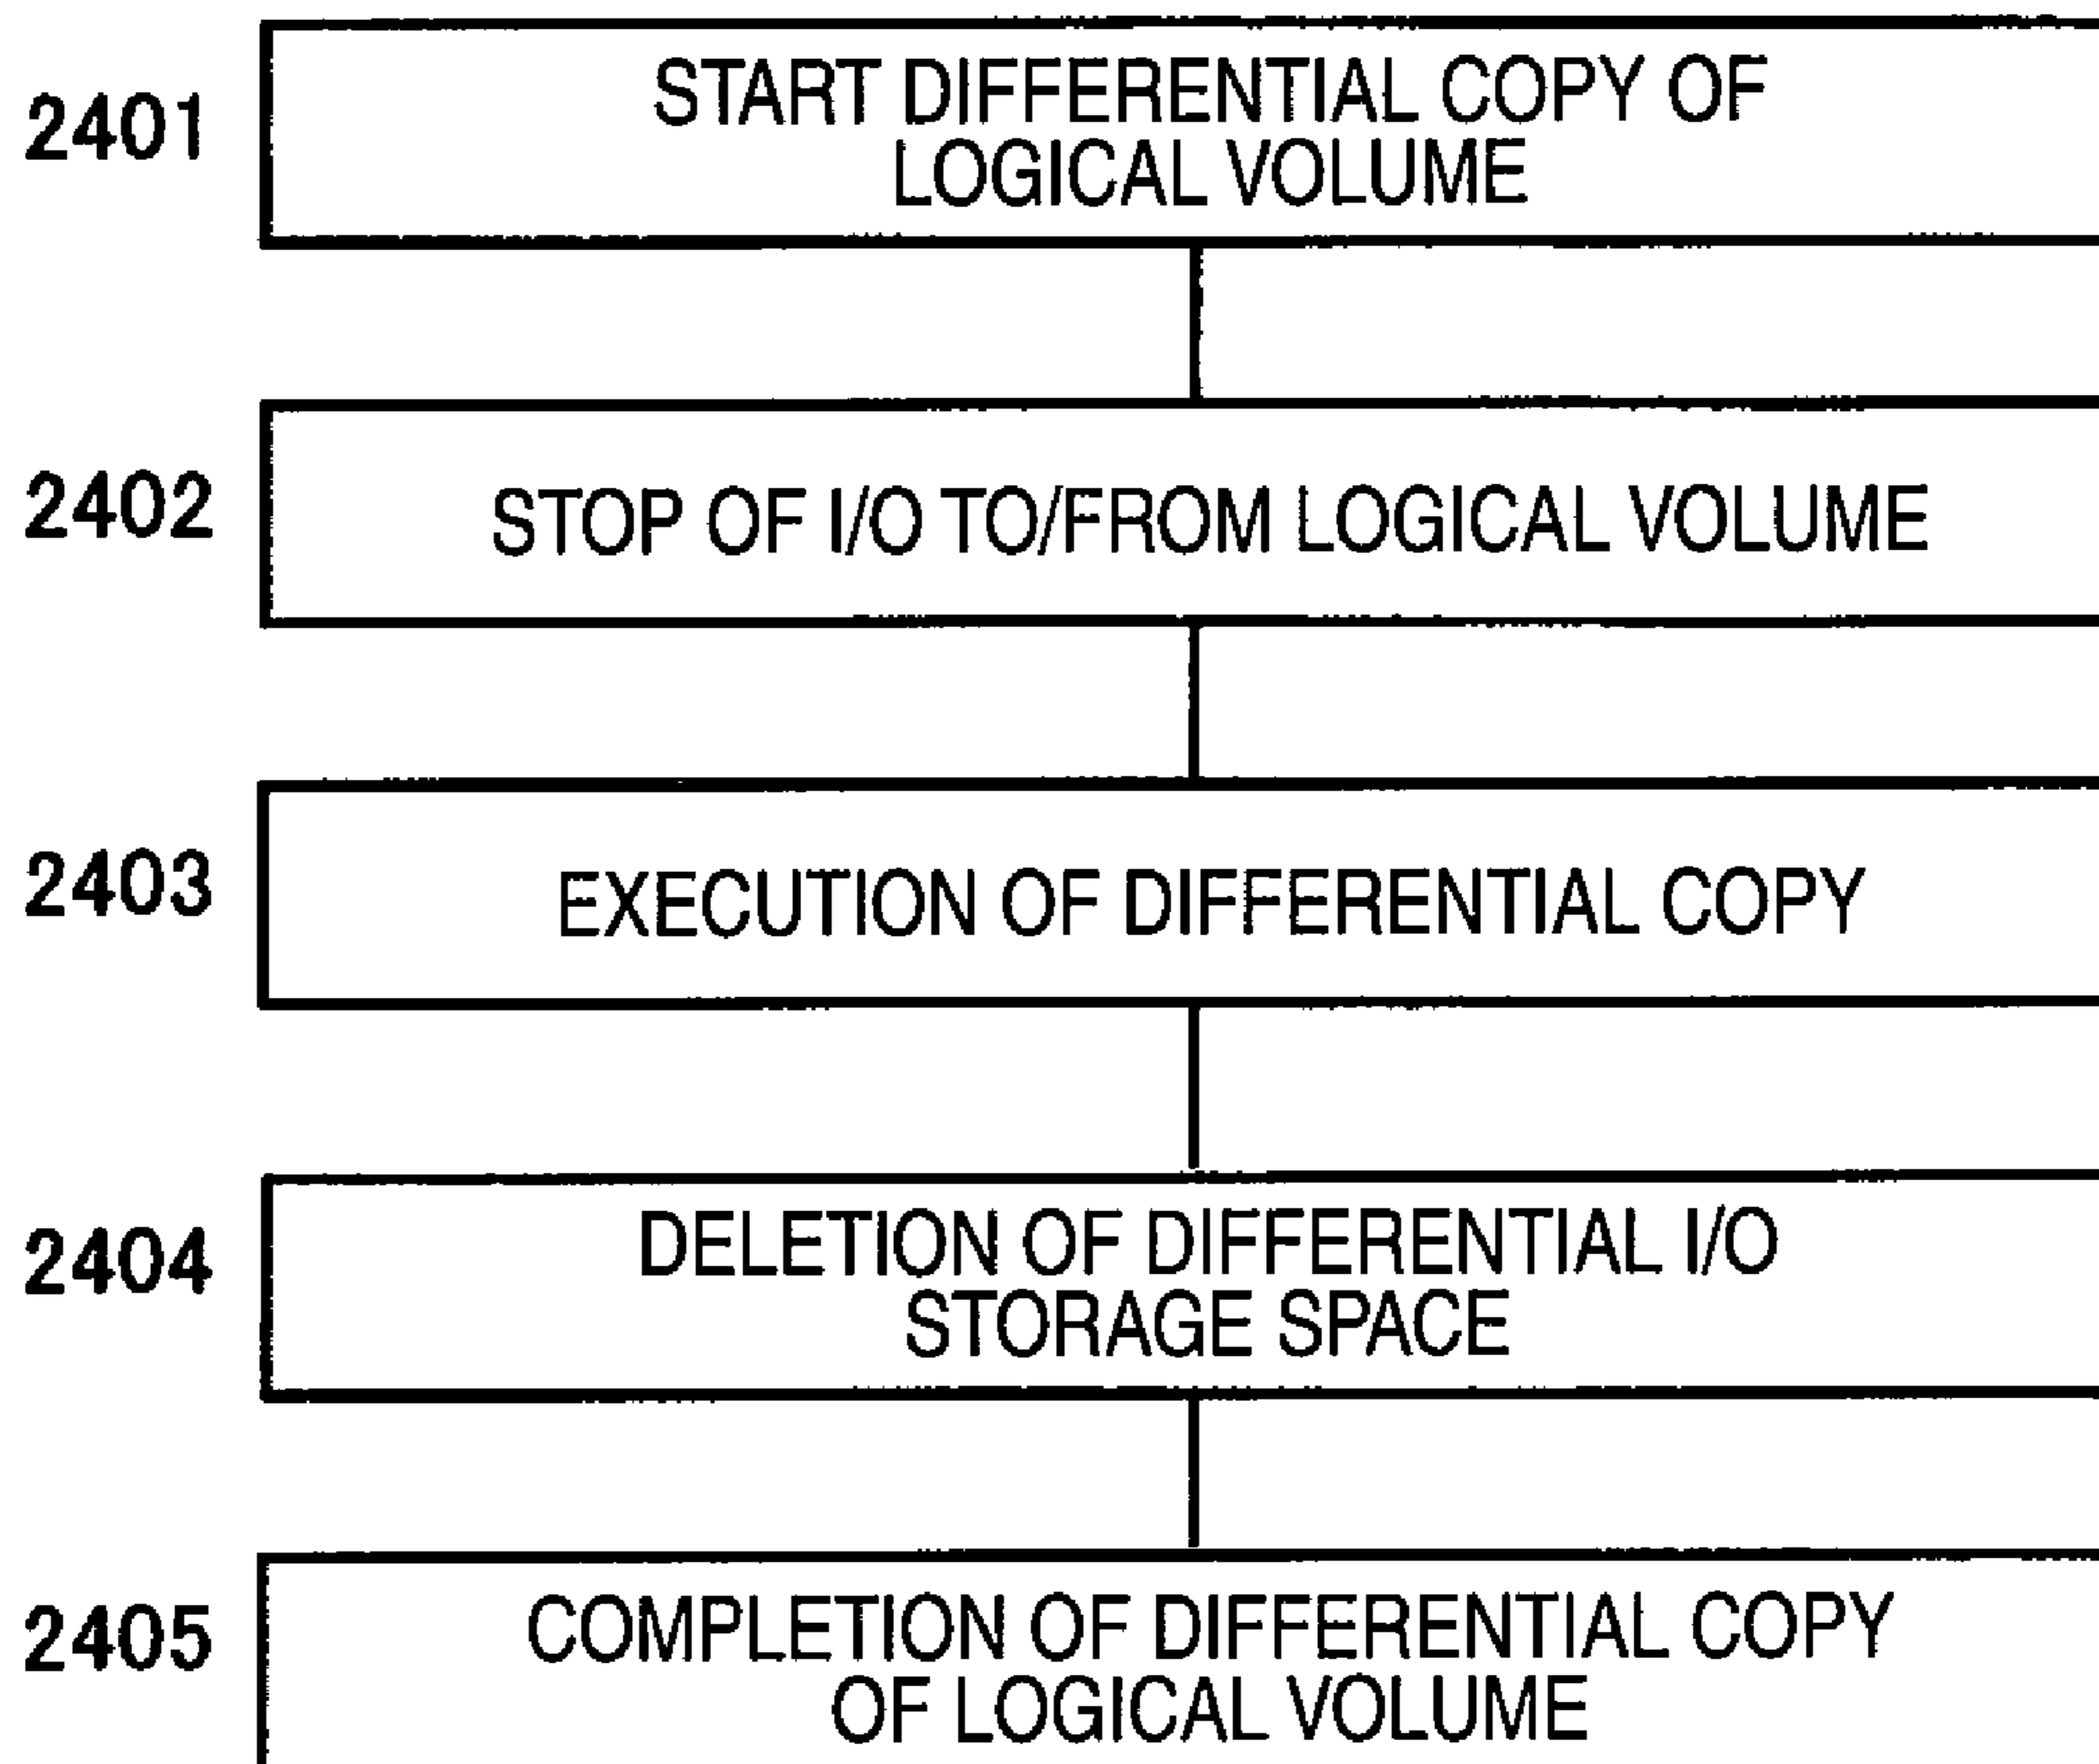 2401
START DIFFERENTIAL COPY OF
LOGICAL VOLUME
2402
STOP OF I/O TO/FROM LOGICAL VOLUME
2403
EXECUTION OF DIFFERENTIAL COPY
2404
DELETION OF DIFFERENTIAL I/O
STORAGE SPACE
2405
COMPLETION OF DIFFERENTIAL COPY
OF LOGICAL VOLUME